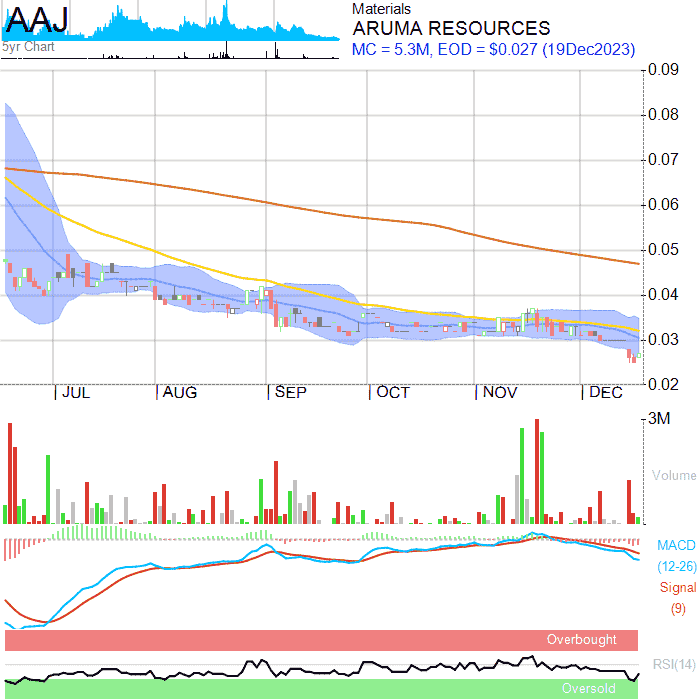 AAJ
5yr Chart
Materials
ARUMA RESOURCES
MC = 5.3M, EOD = $0.027 (19Dec2023)
0.09
0.08
0.07
0.06
0.05
0.04
0.03
0.02
JUL AUG SEP OCT NOV DEC
3M
Volume
MACD
(12-26)
Signal
(9)
Overbought
RSI(14)
Oversold